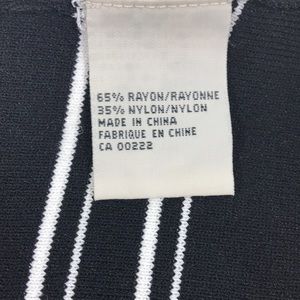 65% RAYON/RAYONNE
35% NYLON/NYLON
MADE IN CHINA
FABRIQUE EN CHINE
CA 00222